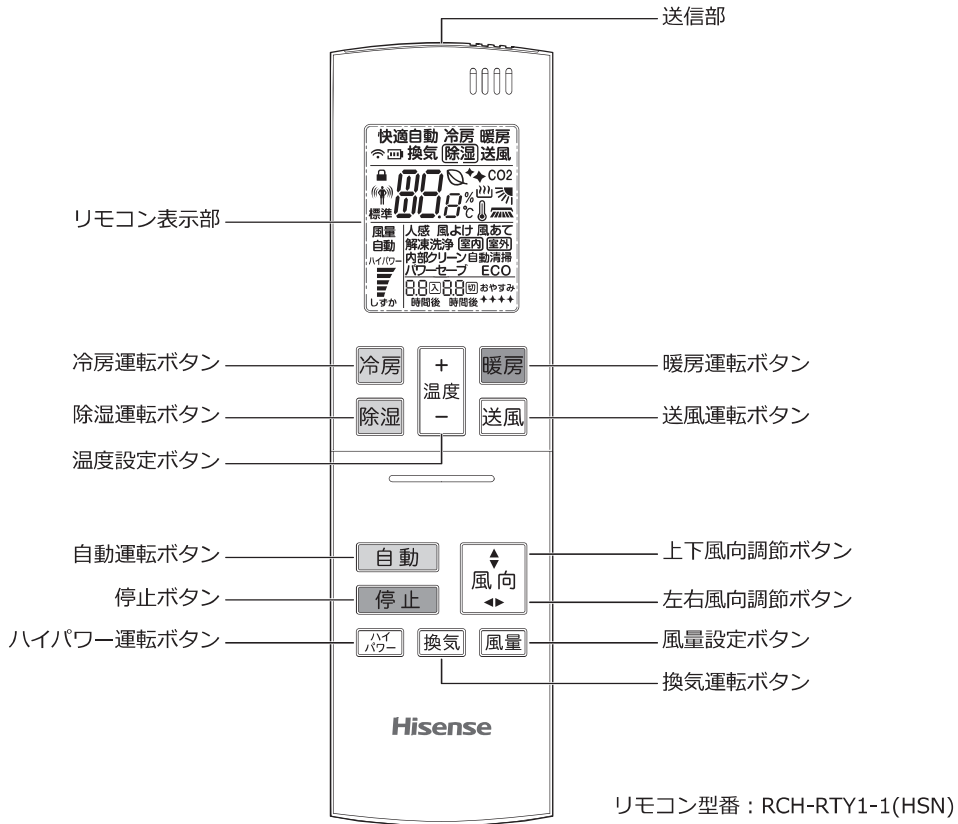 送信部
快適自動 冷房 暖房
換気 除湿 送風
CO2
88.8%℃
標準
リモコン表示部
風量 人感 風よけ 風あて
自動 解凍洗浄 室内 室外
内部クリーン自動清掃
ハイパワー
パワーセーブ ECO
8.8入8.8切おやすみ
しずか 時間後 時間後
冷房運転ボタン
冷房
+
温度
−
暖房
暖房運転ボタン
除湿運転ボタン
除湿
送風
送風運転ボタン
温度設定ボタン
自動運転ボタン
自動
風向
上下風向調節ボタン
停止ボタン
停止
左右風向調節ボタン
ハイパワー運転ボタン
ハイ
パワー
換気
風量
風量設定ボタン
換気運転ボタン
Hisense
リモコン型番：RCH-RTY1-1(HSN)